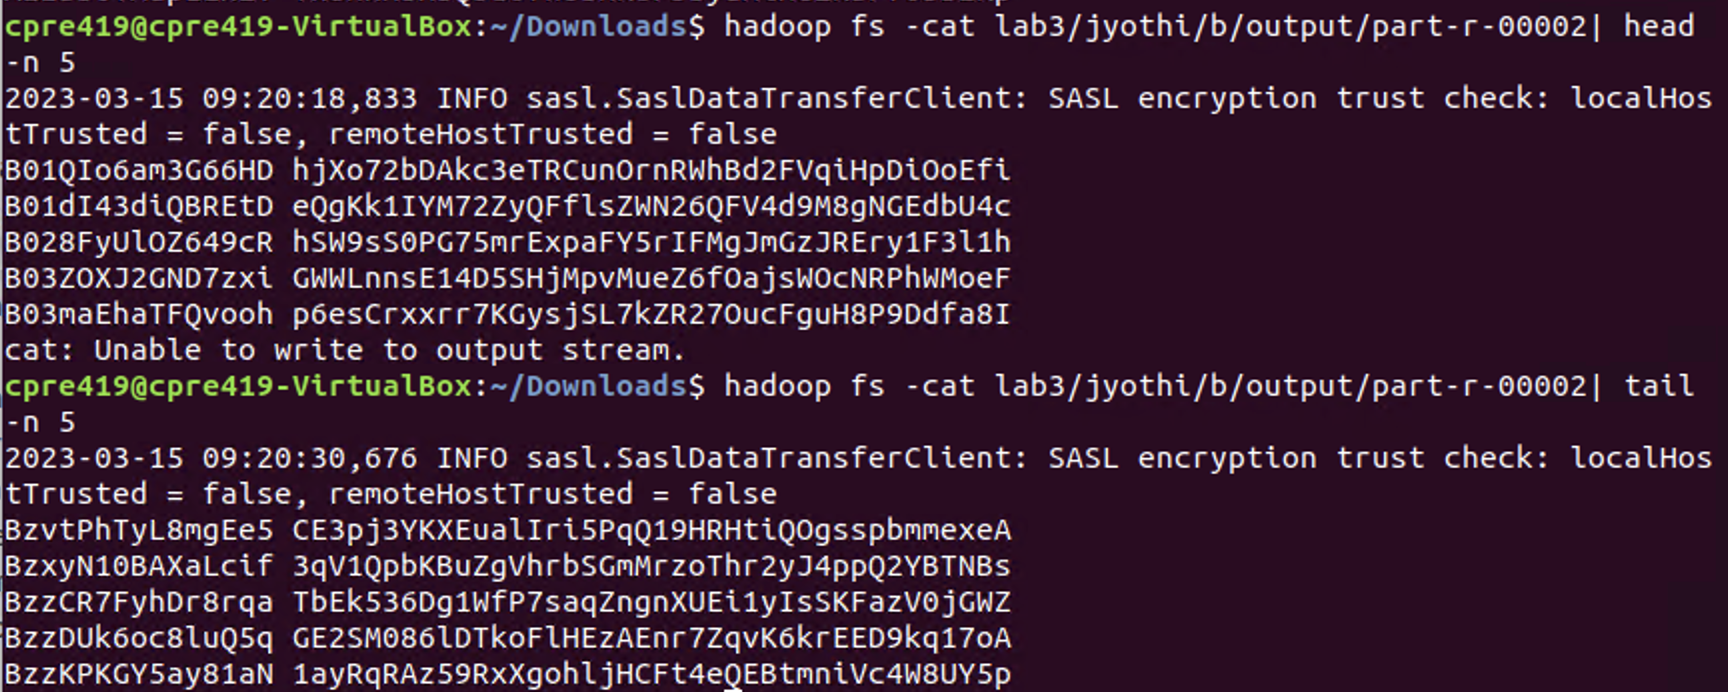 cpre419@cpre419-VirtualBox:~/Downloads$ hadoop fs -cat lab3/jyothi/b/output/part-r-00002| head
-n 5
2023-03-15 09:20:18,833 INFO sasl.SaslDataTransferClient: SASL encryption trust check: localHos
tTrusted = false, remoteHostTrusted = false
B01QIo6am3G66HD hjXo72bDAkc3eTRCunOrnRWhBd2FVqiHpDiOoEfi
B01dI43diQBREtD eQgKk1IYM72ZyQFflsZWN26QFV4d9M8gNGEdbU4c
B028FyUlOZ649cR hSW9sS0PG75mrExpaFY5rIFMgJmGzJREry1F3l1h
B03ZOXJ2GND7zxi GWWLnnsE14D5SHjMpvMueZ6fOajsWOcNRPhWMoeF
B03maEhaTFQvooh p6esCrxxrr7KGysjSL7kZR27OucFguH8P9Ddfa8I
cat: Unable to write to output stream.
cpre419@cpre419-VirtualBox:~/Downloads$ hadoop fs -cat lab3/jyothi/b/output/part-r-00002| tail
-n 5
2023-03-15 09:20:30,676 INFO sasl.SaslDataTransferClient: SASL encryption trust check: localHos
tTrusted = false, remoteHostTrusted = false
BzvtPhTyL8mgEe5 CE3pj3YKXEualIri5PqQ19HRHtiQOgsspbmmexeA
BzxyN10BAXaLcif 3qV1QpbKBuZgVhrbSGmMrzoThr2yJ4ppQ2YBTNBs
BzzCR7FyhDr8rqa TbEk536Dg1WfP7saqZngnXUEi1yIsSKFazV0jGWZ
BzzDUk6oc8luQ5q GE2SM086lDTkoFlHEzAEnr7ZqvK6krEED9kq17oA
BzzKPKGY5ay81aN 1ayRqRAz59RxXgohljHCFt4eQEBtmniVc4W8UY5p